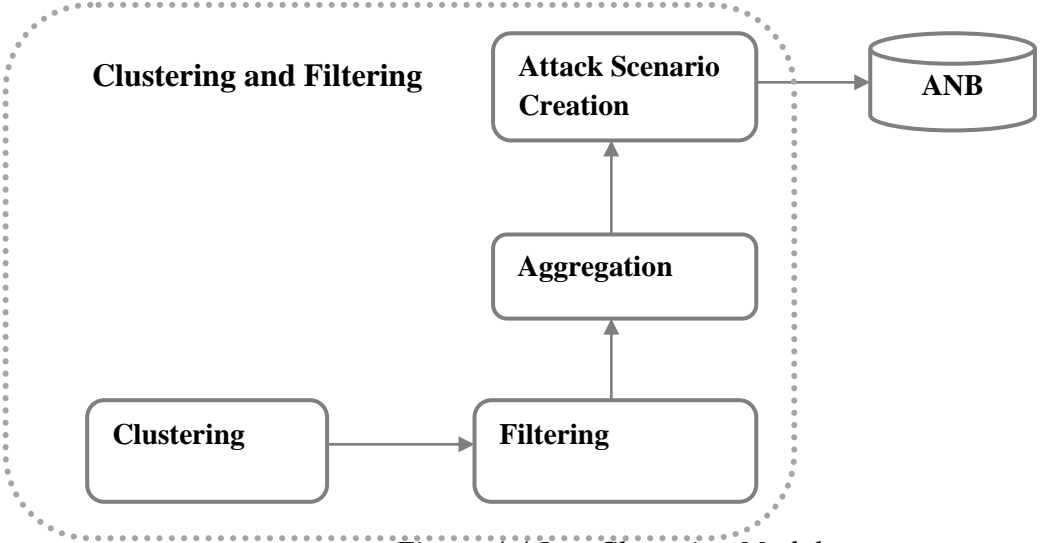 Clustering and Filtering
Attack Scenario
Creation
ANB
Aggregation
Clustering
Filtering